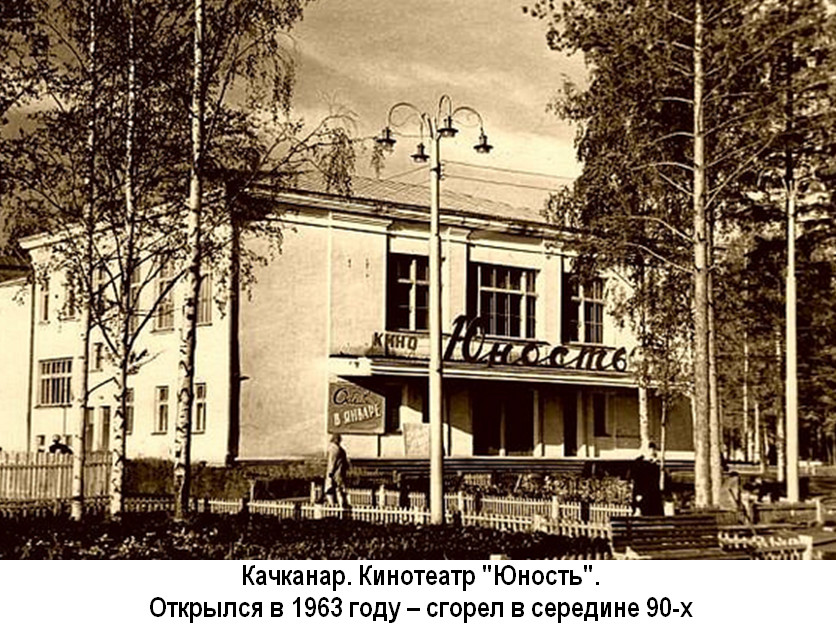 КИНО
Юность
В ЯНВАРЕ
Качканар. Кинотеатр "Юность".
Открылся в 1963 году – сгорел в середине 90-х